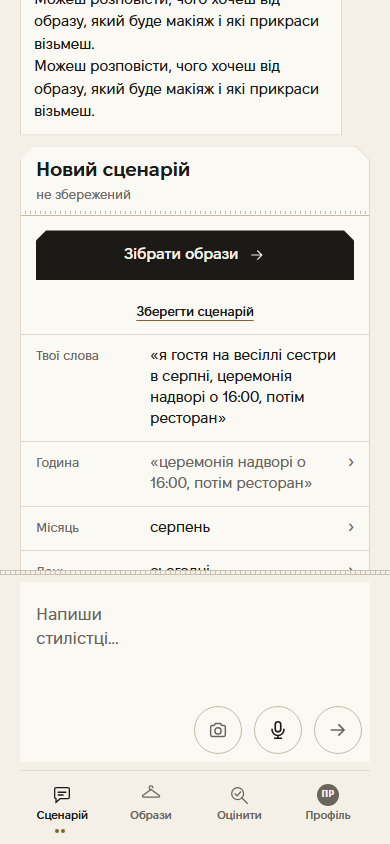 Можеш розповісти, чого хочеш від
образу, який буде макіяж і які прикраси
візьмеш.
Можеш розповісти, чого хочеш від
образу, який буде макіяж і які прикраси
візьмеш.
Новий сценарій
не збережений
Зібрати образи →
Зберегти сценарій
Твої слова
«я гостя на весіллі сестри
в серпні, церемонія
надворі о 16:00, потім
ресторан»
Година
«церемонія надворі о
16:00, потім ресторан»
Місяць
серпень
День
сьогодні
Напиши
стилістці...
Сценарій
Образи
Оцінити
ПР
Профіль